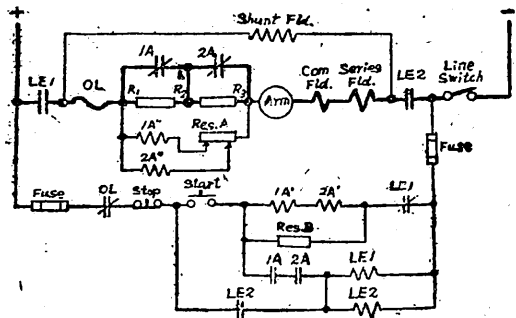 +
-
Shunt Fld.
1A
2A
LE1
OL
R1
R2
R3
Arm
Com Fld.
Series Fld.
LE2
Line Switch
1A"
Res.A
2A"
Fuse
Fuse
OL
Stop
Start
1A'
2A'
LE1
Res.B
1A
2A
LE1
LE2
LE2